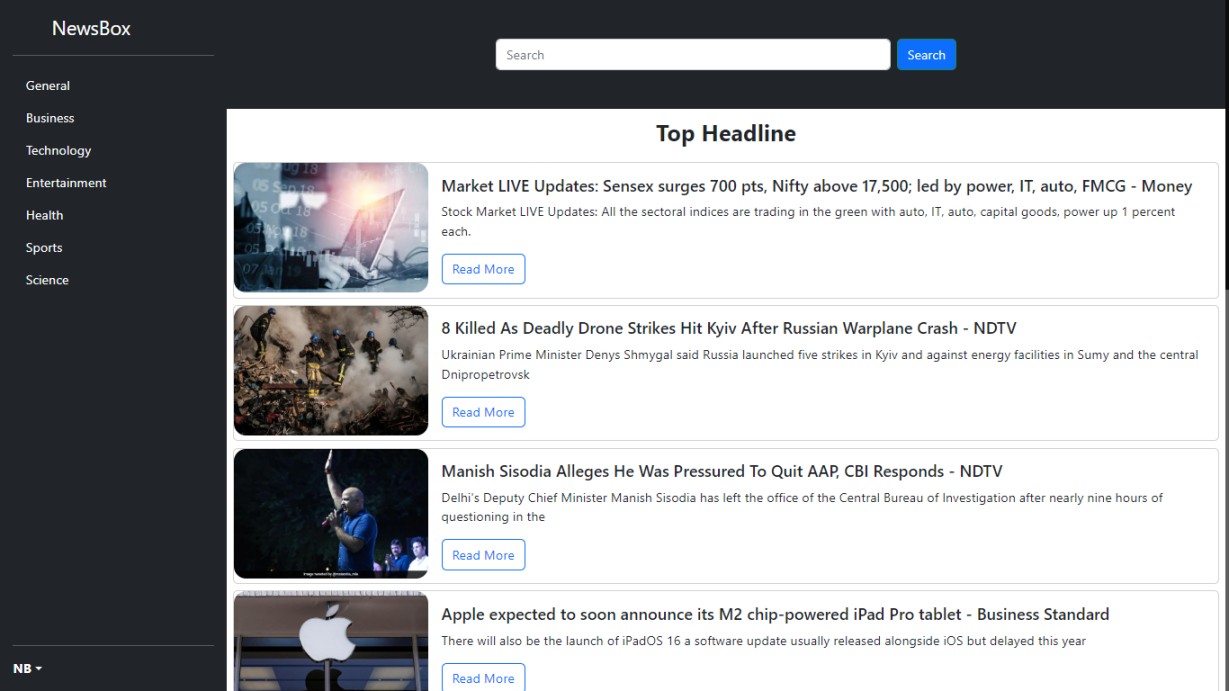 NewsBox
General
Business
Technology
Entertainment
Health
Sports
Science
NB
Search
Search
Top Headline
Market LIVE Updates: Sensex surges 700 pts, Nifty above 17,500; led by power, IT, auto, FMCG - Money
Stock Market LIVE Updates: All the sectoral indices are trading in the green with auto, IT, auto, capital goods, power up 1 percent
each.
Read More
8 Killed As Deadly Drone Strikes Hit Kyiv After Russian Warplane Crash - NDTV
Ukrainian Prime Minister Denys Shmygal said Russia launched five strikes in Kyiv and against energy facilities in Sumy and the central
Dnipropetrovsk
Read More
Manish Sisodia Alleges He Was Pressured To Quit AAP, CBI Responds - NDTV
Delhi's Deputy Chief Minister Manish Sisodia has left the office of the Central Bureau of Investigation after nearly nine hours of
questioning in the
Read More
Apple expected to soon announce its M2 chip-powered iPad Pro tablet - Business Standard
There will also be the launch of iPadOS 16 a software update usually released alongside iOS but delayed this year
Read More